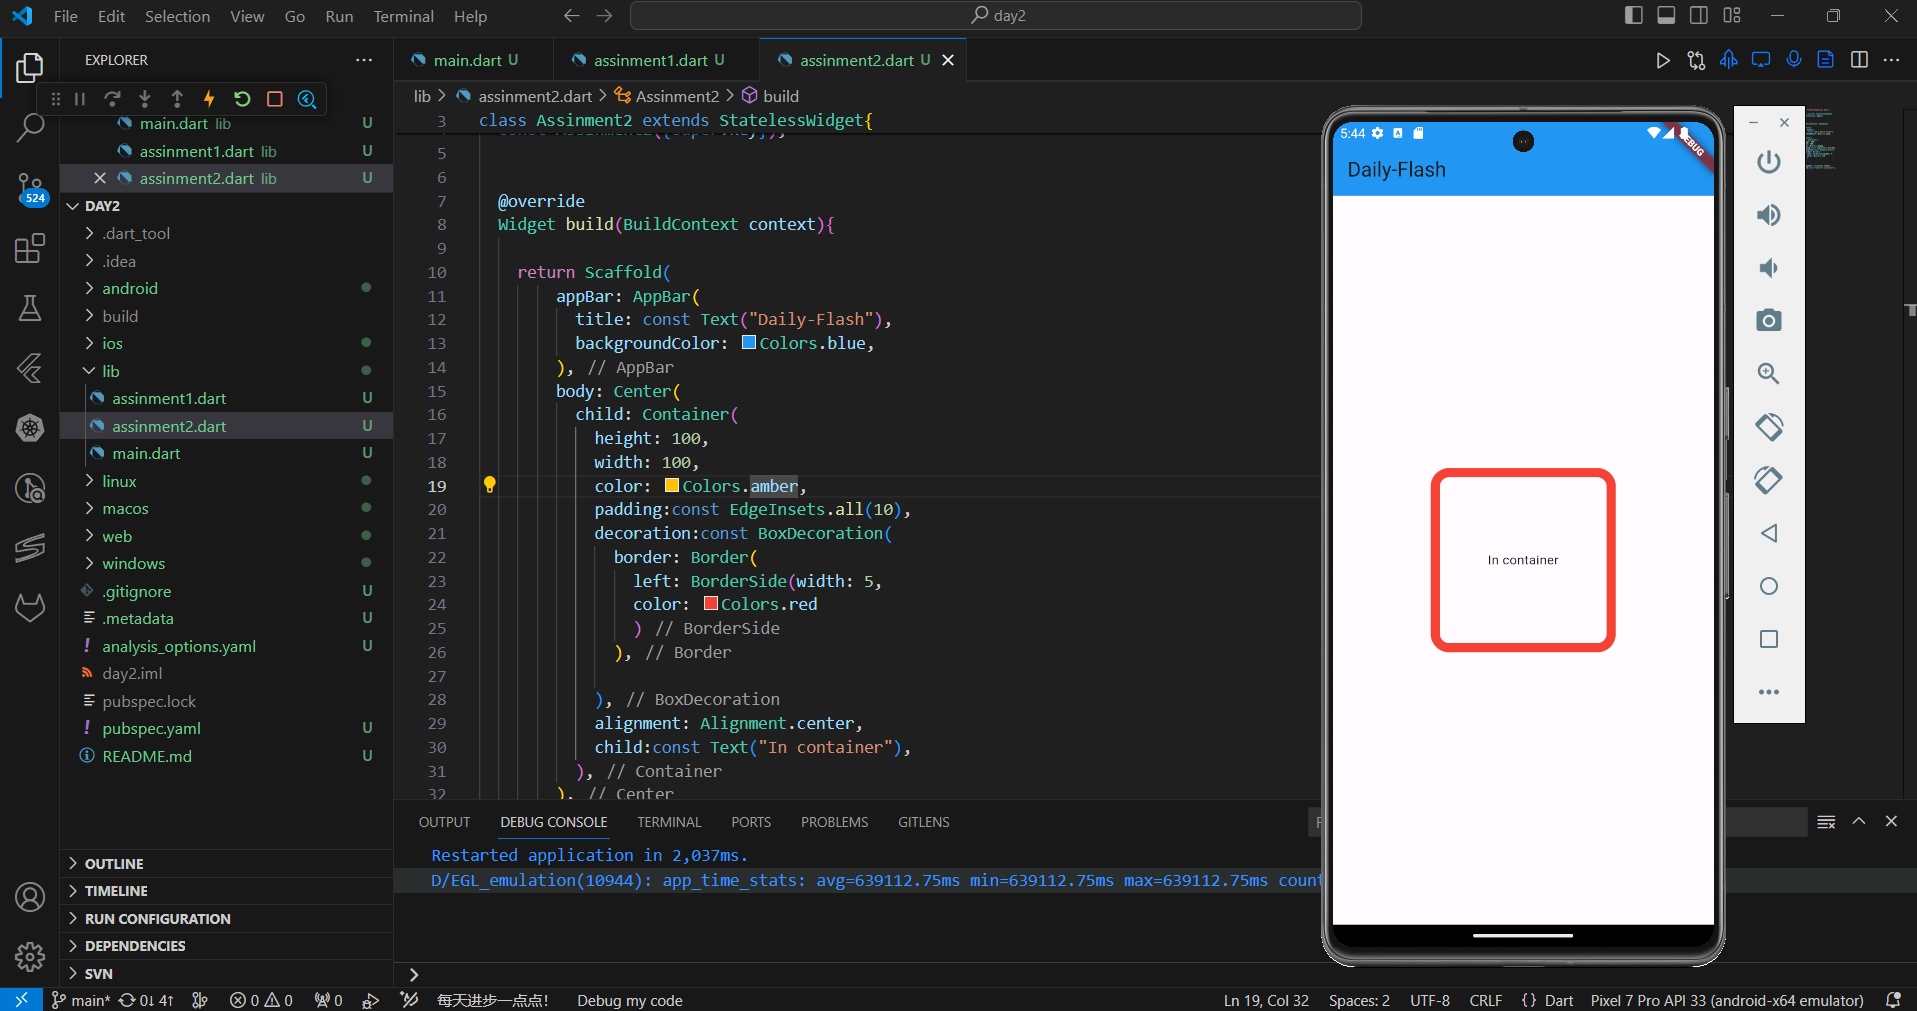 File Edit Selection View Go Run Terminal Help
day2
EXPLORER
main.dart U
assinment1.dart U
assinment2.dart U
main.dart lib U
assinment1.dart lib U
assinment2.dart lib U
DAY2
.dart_tool
.idea
android
build
ios
lib
assinment1.dart U
assinment2.dart U
main.dart U
linux
macos
web
windows
.gitignore U
.metadata U
analysis_options.yaml U
day2.iml
pubspec.lock
pubspec.yaml U
README.md U
OUTLINE
TIMELINE
RUN CONFIGURATION
DEPENDENCIES
SVN
524
lib > assinment2.dart > Assinment2 > build
3 class Assinment2 extends StatelessWidget{
5
6
7 @override
8 Widget build(BuildContext context){
9
10 return Scaffold(
11 appBar: AppBar(
12 title: const Text("Daily-Flash"),
13 backgroundColor: Colors.blue,
14 ), // AppBar
15 body: Center(
16 child: Container(
17 height: 100,
18 width: 100,
19 color: Colors.amber,
20 padding:const EdgeInsets.all(10),
21 decoration:const BoxDecoration(
22 border: Border(
23 left: BorderSide(width: 5,
24 color: Colors.red
25 ) // BorderSide
26 ), // Border
27
28 ), // BoxDecoration
29 alignment: Alignment.center,
30 child:const Text("In container"),
31 ), // Container
32 ), // Center
OUTPUT DEBUG CONSOLE TERMINAL PORTS PROBLEMS GITLENS
Restarted application in 2,037ms.
D/EGL_emulation(10944): app_time_stats: avg=639112.75ms min=639112.75ms max=639112.75ms count
5:44
DEBUG
Daily-Flash
In container
main* 0↓ 4↑ 0 0 0 每天进步一点点! Debug my code
Ln 19, Col 32 Spaces: 2 UTF-8 CRLF {} Dart Pixel 7 Pro API 33 (android-x64 emulator)